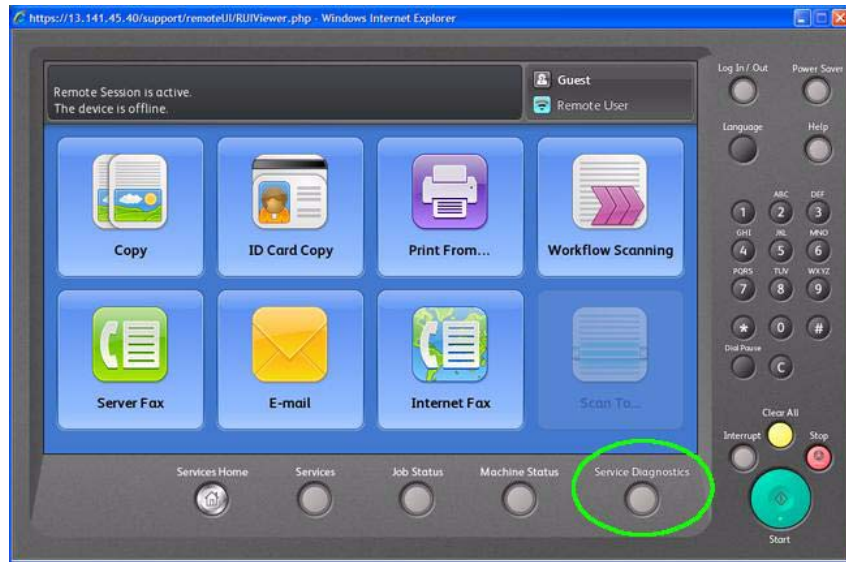 https://13.141.45.40/support/remoteUI/RUIViewer.php - Windows Internet Explorer
Remote Session is active.
The device is offline.
Guest
Remote User
Log In / Out
Power Saver
Language
Help
Copy
ID Card Copy
Print From...
Workflow Scanning
Server Fax
E-mail
Internet Fax
Scan To...
ABC DEF
1 2 3
GHI JKL MNO
4 5 6
PQRS TUV WXYZ
7 8 9
* 0 #
Dial Pause
C
Clear All
Interrupt
Stop
Start
Services Home
Services
Job Status
Machine Status
Service Diagnostics